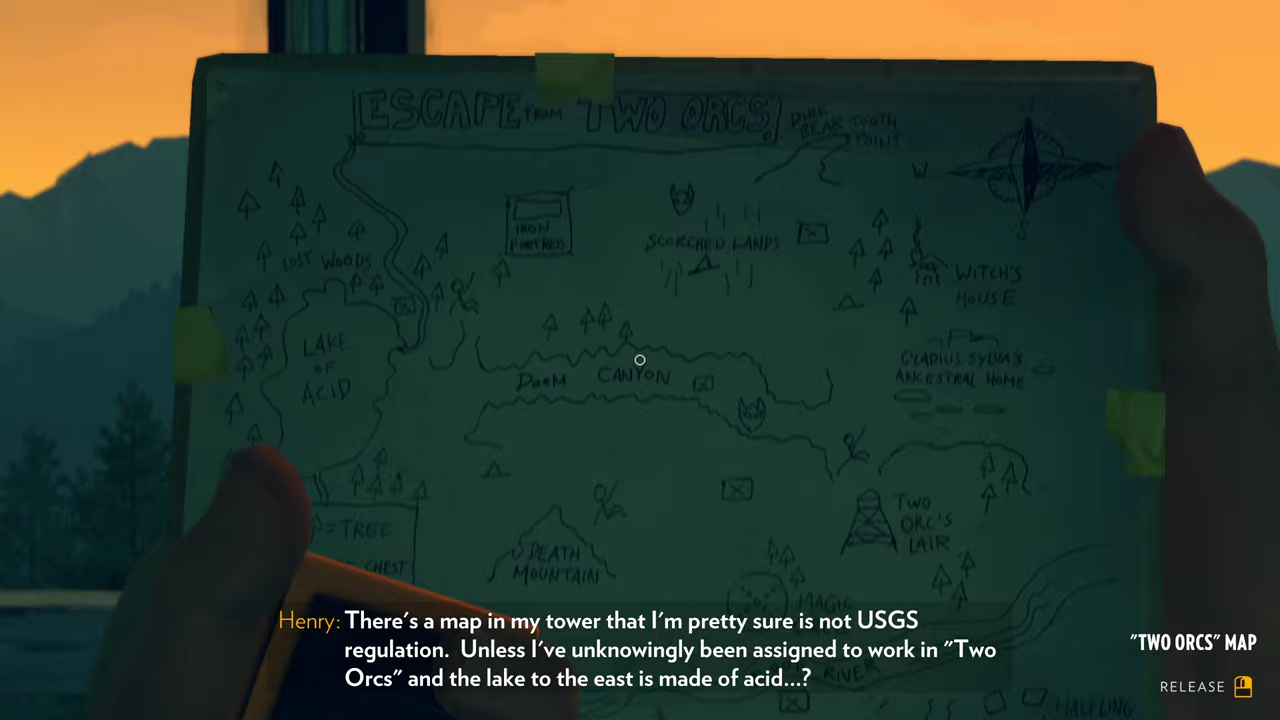 ESCAPE FROM TWO ORCS
DIRE
BEAR TOOTH
POINT
W
S
IRON
FORTRESS
SCORCHED LANDS
LOST WOODS
WITCH'S
HOUSE
LAKE
OF
ACID
DOOM CANYON
GLADIUS SYLVA'S
ANCESTRAL HOME
TWO
ORC'S
LAIR
= TREE
CHEST
DEATH
MOUNTAIN
MAGIC
RIVER
HALFLING
Henry: There's a map in my tower that I'm pretty sure is not USGS
regulation. Unless I've unknowingly been assigned to work in "Two
Orcs" and the lake to the east is made of acid...?
"TWO ORCS" MAP
RELEASE